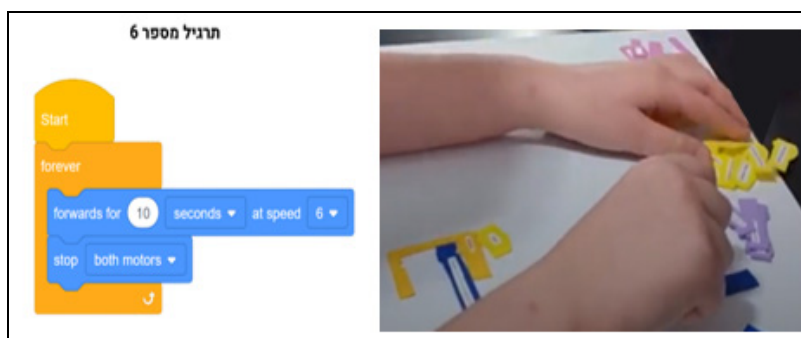 תרגיל מספר 6
Start
forever
forwards for 10 seconds at speed 6
stop both motors